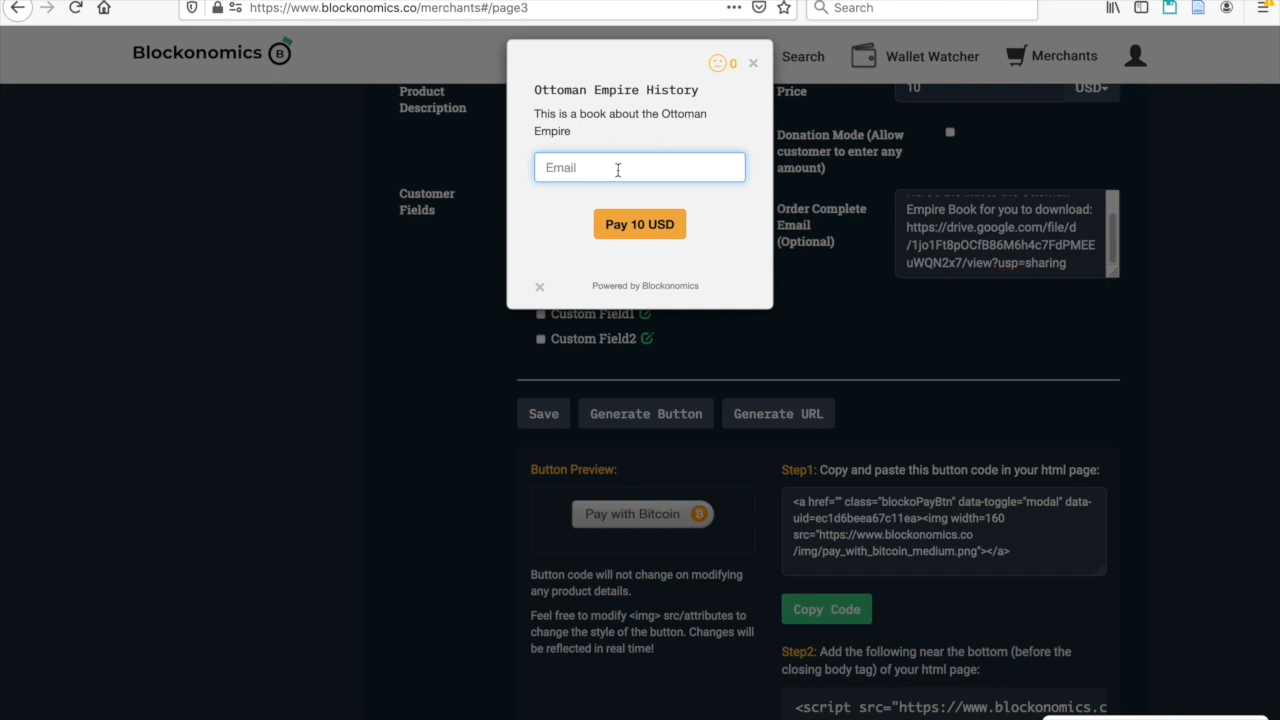 https://www.blockonomics.co/merchants#/page3
Search
Blockonomics
Search
Wallet Watcher
Merchants
Product
Description
Price
10
USD
Donation Mode (Allow
customer to enter any
amount)
Customer
Fields
Order Complete
Email
(Optional)
Empire Book for you to download:
https://drive.google.com/file/d
/1jo1Ft8pOCfB86M6h4c7FdPMEE
uWQN2x7/view?usp=sharing
0
Ottoman Empire History
This is a book about the Ottoman
Empire
Email
Pay 10 USD
Powered by Blockonomics
Custom Field1
Custom Field2
Save
Generate Button
Generate URL
Button Preview:
Pay with Bitcoin
Button code will not change on modifying
any product details.
Feel free to modify <img> src/attributes to
change the style of the button. Changes will
be reflected in real time!
Step1: Copy and paste this button code in your html page:
<a href="" class="blockoPayBtn" data-toggle="modal" data-
uid=ec1d6beea67c11ea><img width=160
src="https://www.blockonomics.co
/img/pay_with_bitcoin_medium.png"></a>
Copy Code
Step2: Add the following near the bottom (before the
closing body tag) of your html page:
<script src="https://www.blockonomics.c